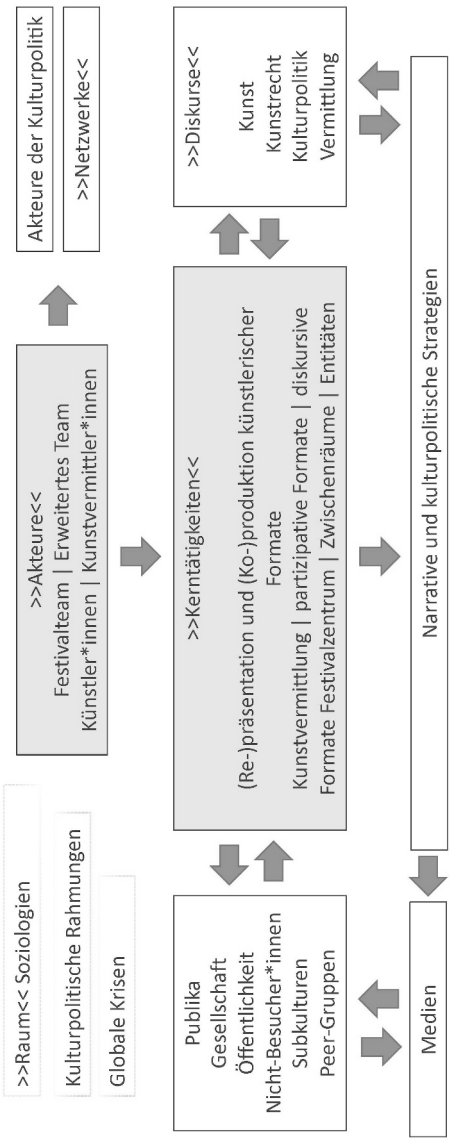 >>Raum<< Soziologien
Kulturpolitische Rahmungen
Globale Krisen
>>Akteure<<
Festivalteam | Erweitertes Team
Künstler*innen | Kunstvermittler*innen
Akteure der Kulturpolitik
>>Netzwerke<<
Publika
Gesellschaft
Öffentlichkeit
Nicht-Besucher*innen
Subkulturen
Peer-Gruppen
>>Kerntätigkeiten<<
(Re-)präsentation und (Ko-)produktion künstlerischer
Formate
Kunstvermittlung | partizipative Formate | diskursive
Formate Festivalzentrum | Zwischenräume | Entitäten
>>Diskurse<<
Kunst
Kunstrecht
Kulturpolitik
Vermittlung
Medien
Narrative und kulturpolitische Strategien